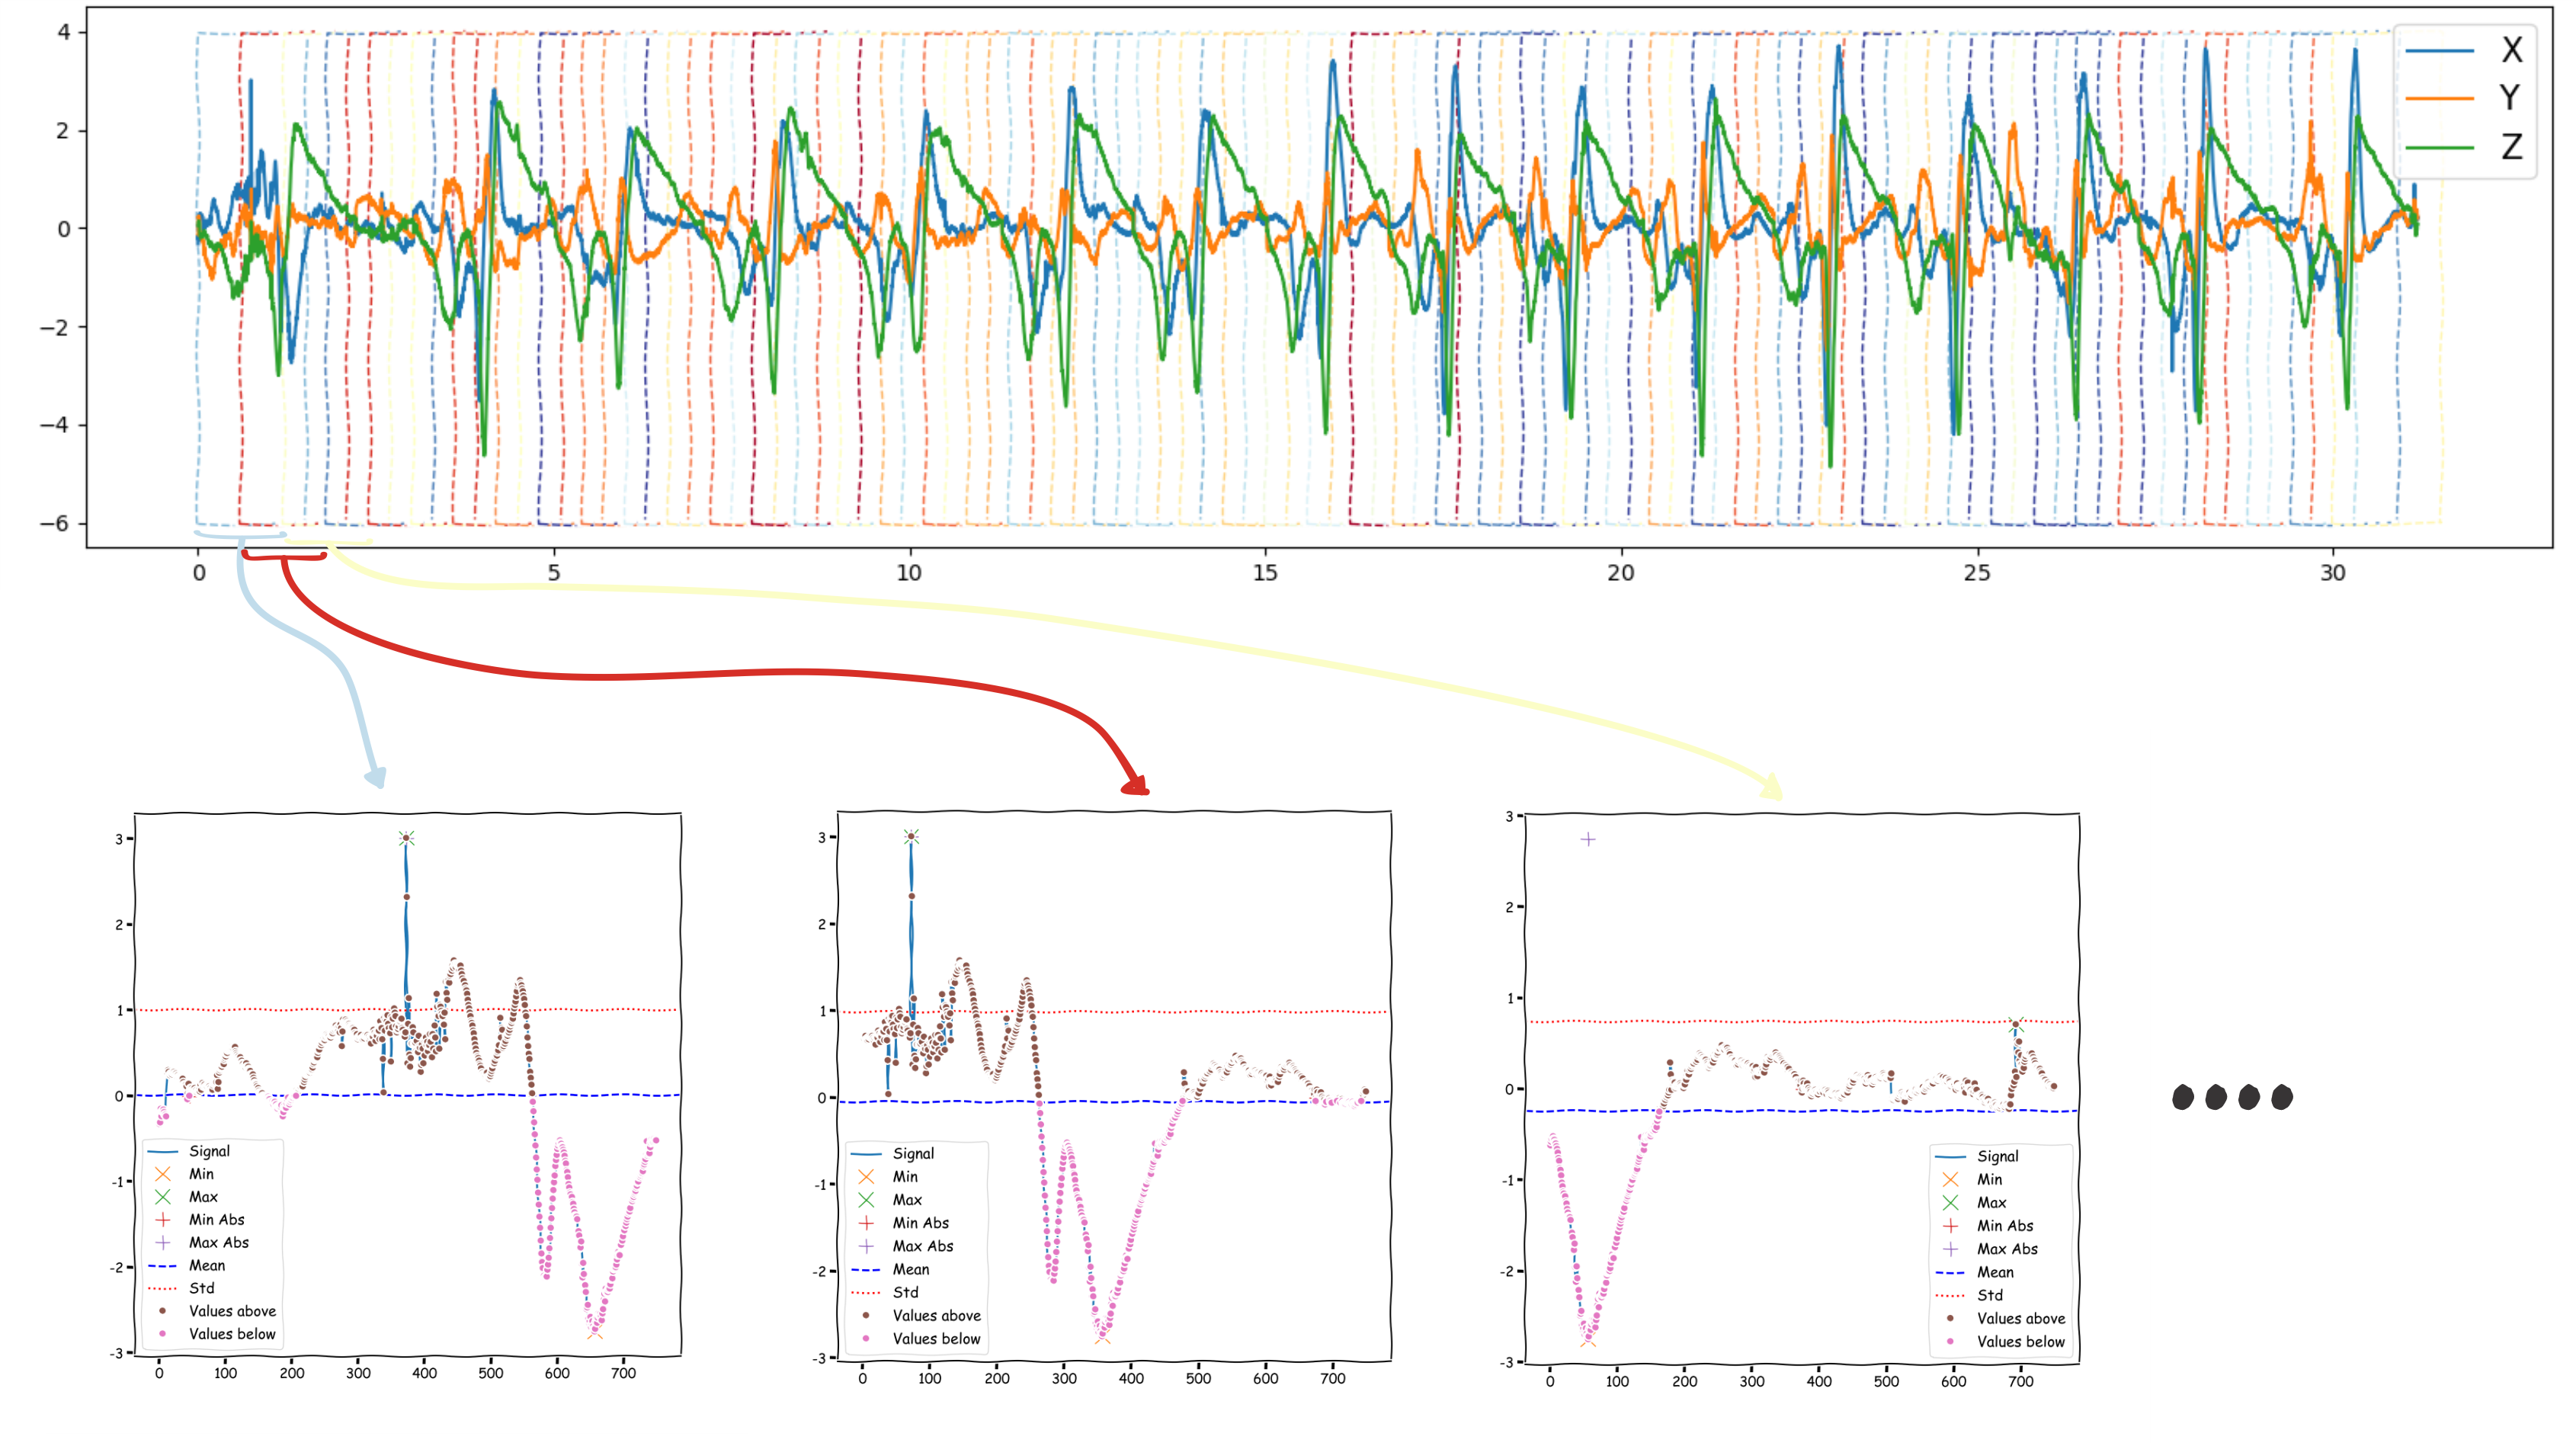 4
2
0
−2
−4
−6
X
Y
Z
0 5 10 15 20 25 30
3
2
1
0
-1
-2
-3
Signal
Min
Max
Min Abs
Max Abs
Mean
Std
Values above
Values below
0 100 200 300 400 500 600 700
3
2
1
0
-1
-2
-3
Signal
Min
Max
Min Abs
Max Abs
Mean
Std
Values above
Values below
0 100 200 300 400 500 600 700
3
2
1
0
-1
-2
-3
Signal
Min
Max
Min Abs
Max Abs
Mean
Std
Values above
Values below
0 100 200 300 400 500 600 700